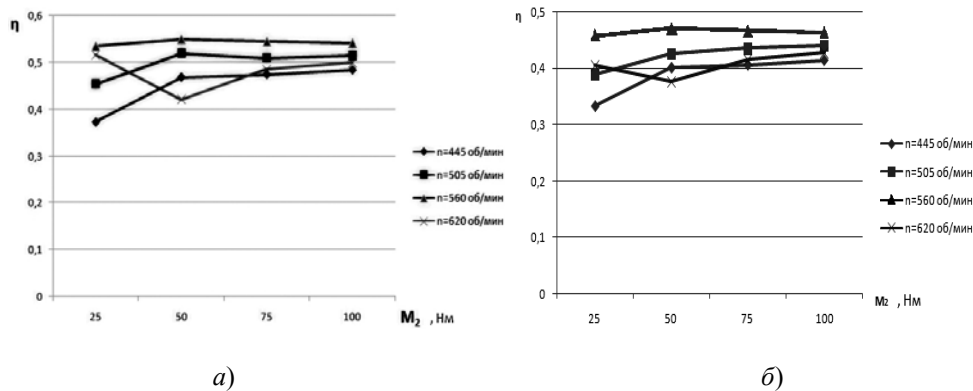 η
0,6
0,5
0,4
0,3
0,2
0,1
0
25 50 75 100
M2 , Нм
n=445 об/мин
n=505 об/мин
n=560 об/мин
n=620 об/мин
а)
η
0,5
0,4
0,3
0,2
0,1
0
25 50 75 100
M2 , Нм
n=445 об/мин
n=505 об/мин
n=560 об/мин
n=620 об/мин
б)